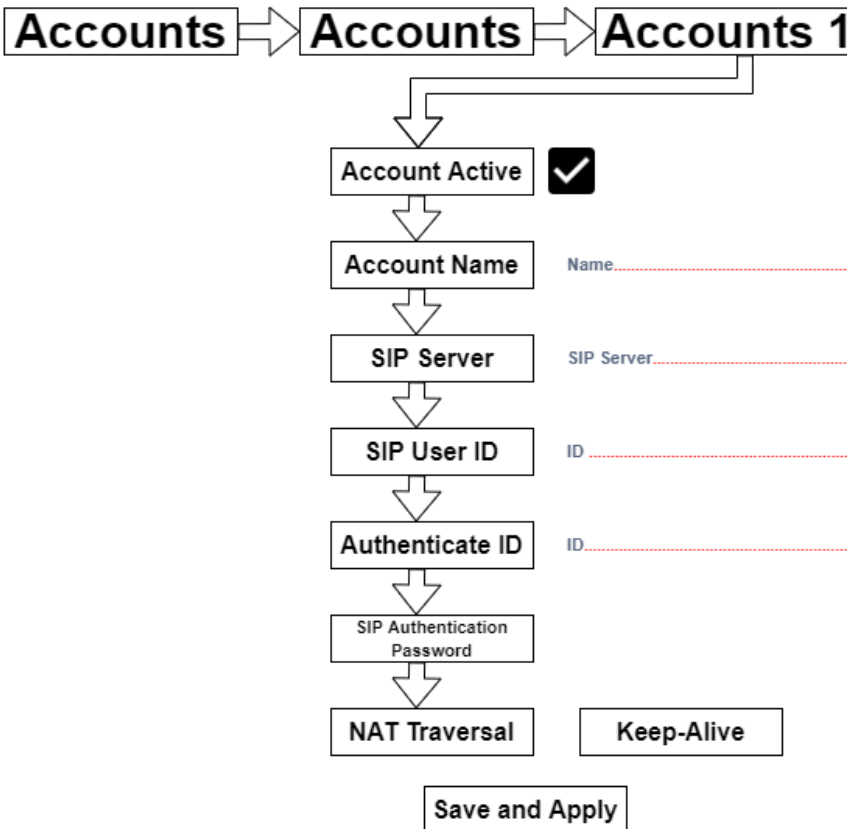 Accounts Accounts Accounts 1
Account Active
Account Name Name
SIP Server SIP Server
SIP User ID ID
Authenticate ID ID
SIP Authentication
Password
NAT Traversal Keep-Alive
Save and Apply